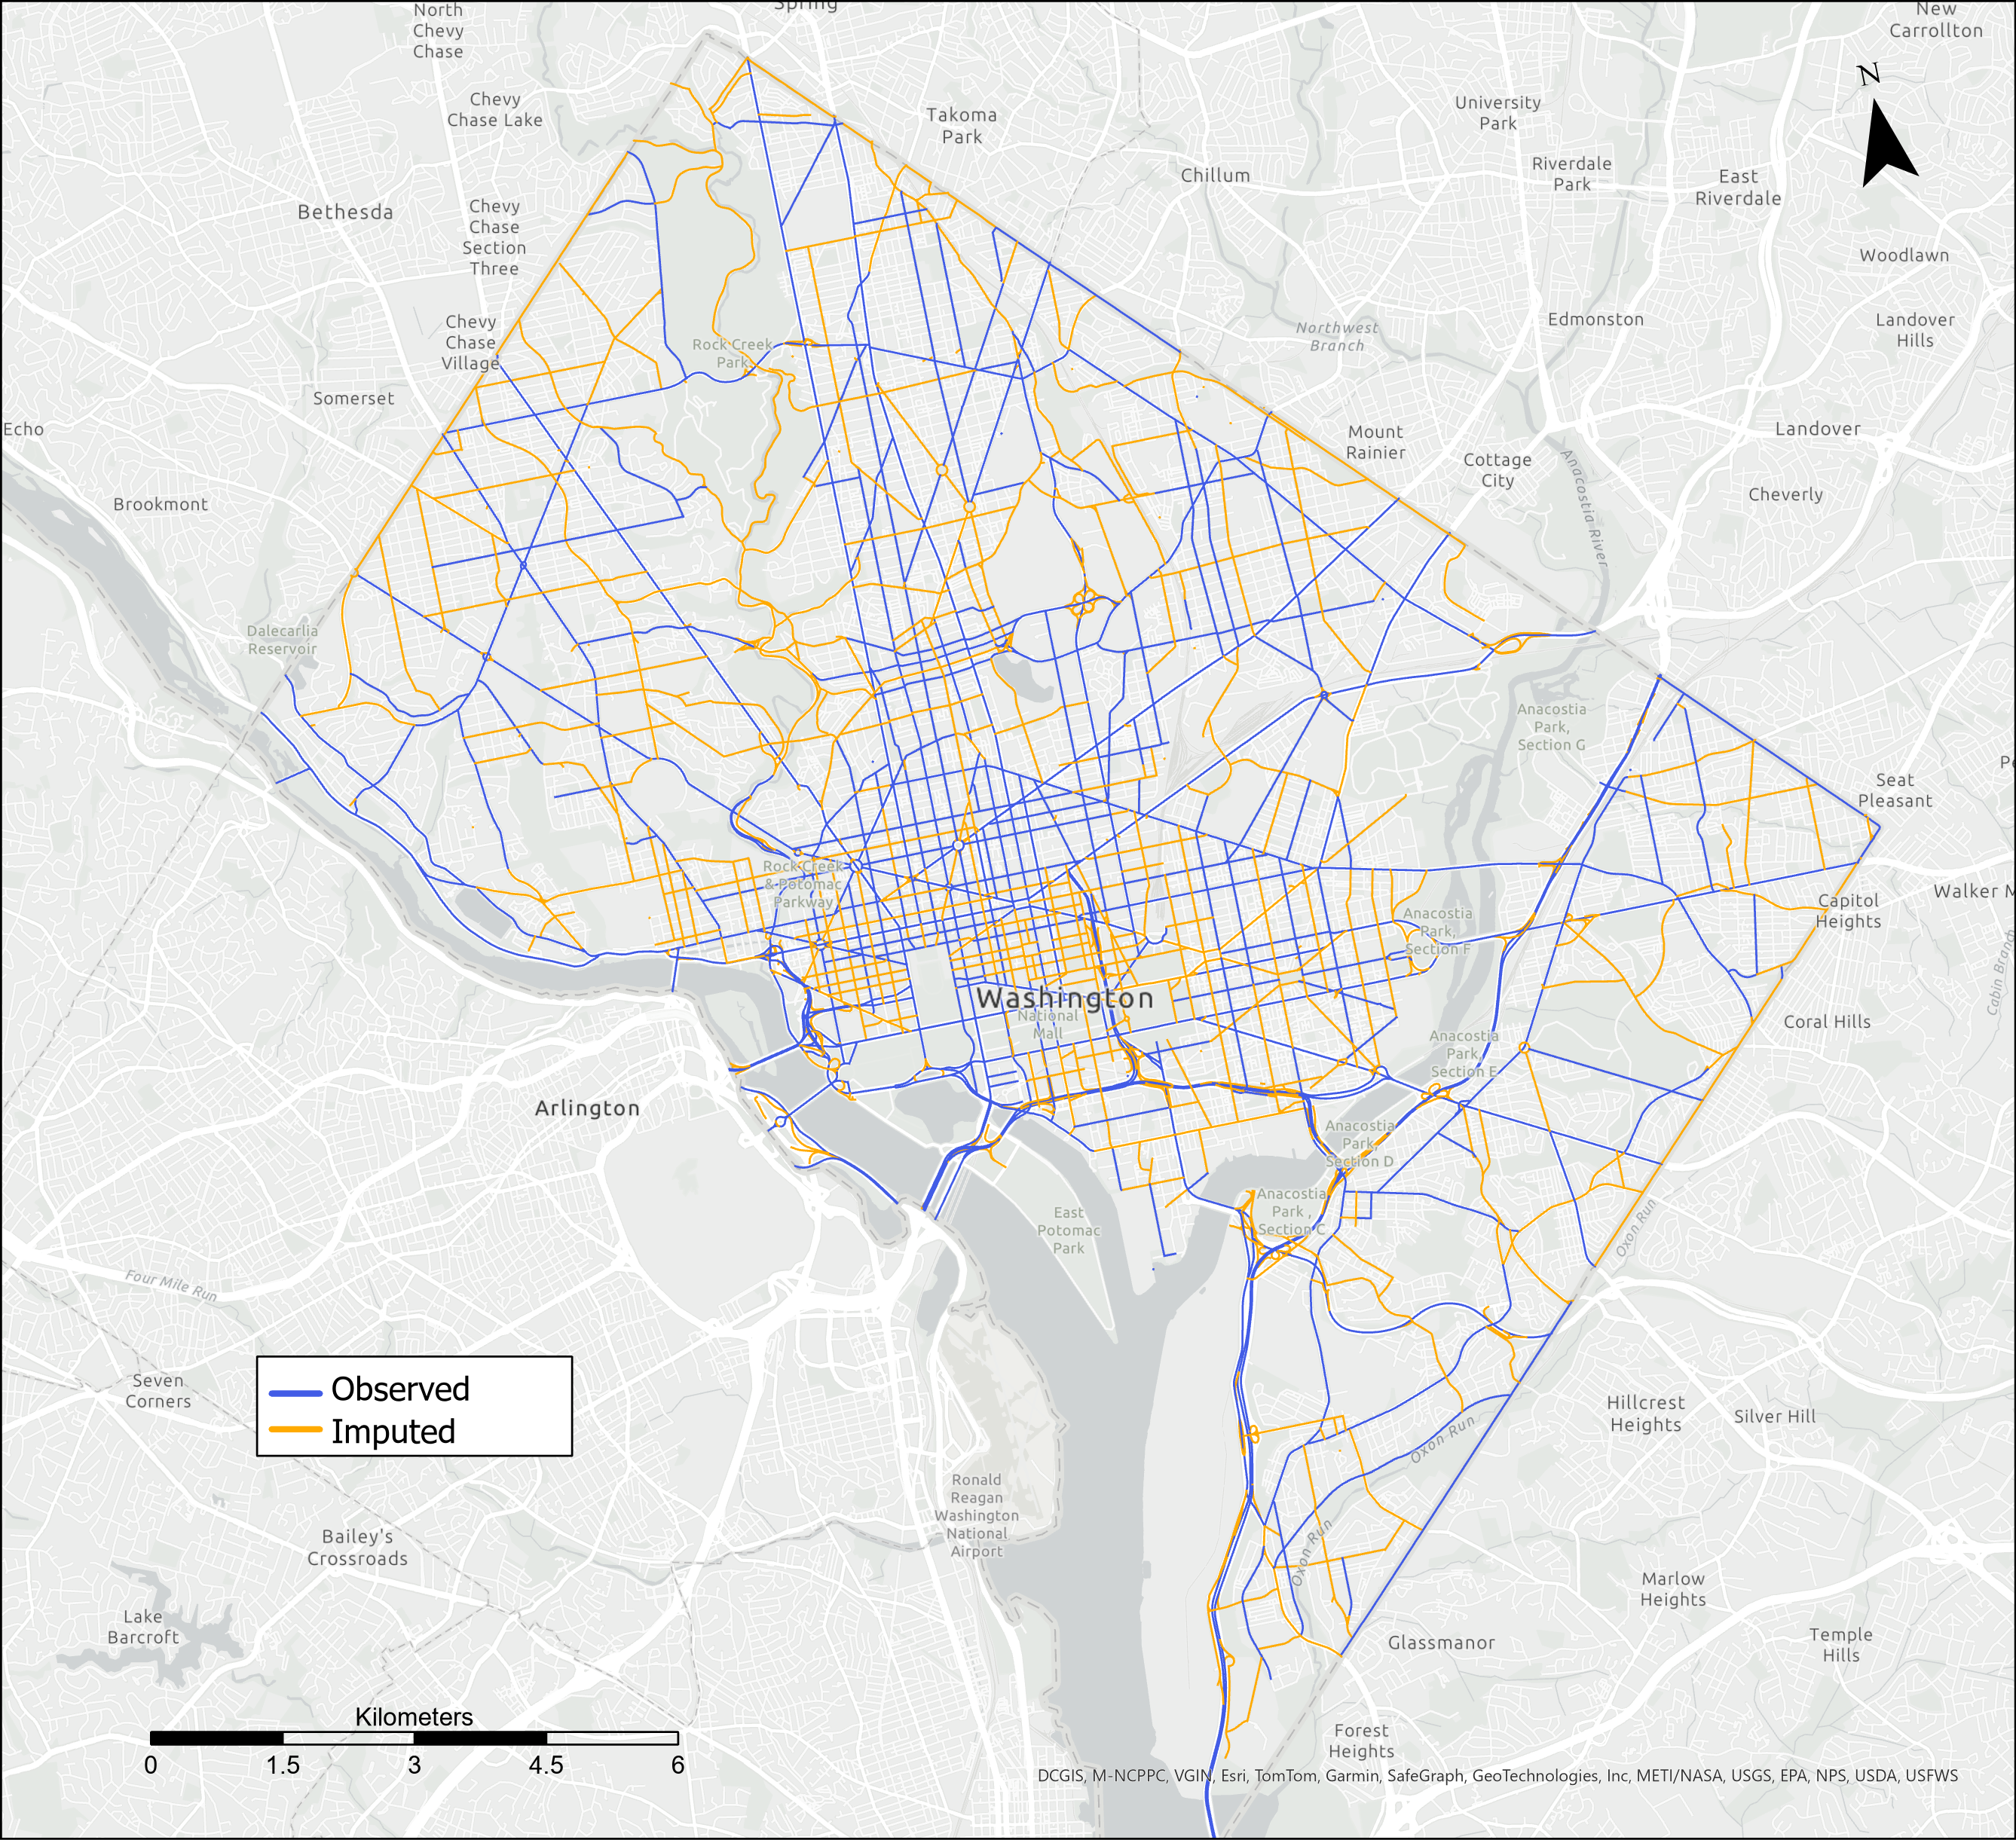 North
Chevy
Chase
Spring
New
Carrollton
N
Chevy
Chase Lake
Takoma
Park
University
Park
Chillum
Riverdale
Park
East
Riverdale
Bethesda
Chevy
Chase
Section
Three
Woodlawn
Chevy
Chase
Village
Rock Creek
Park
Northwest
Branch
Edmonston
Landover
Hills
Somerset
Echo
Mount
Rainier
Landover
Cottage
City
Brookmont
Cheverly
Anacostia River
Dalecarlia
Reservoir
Anacostia
Park,
Section G
Seat
Pleasant
Rock Creek
& Potomac
Parkway
Capitol
Heights
Walker M
Anacostia
Park,
Section F
Cabin Branch
Washington
National
Mall
Coral Hills
Anacostia
Park,
Section E
Arlington
Anacostia
Park,
Section D
Anacostia
Park ,
Section C
East
Potomac
Park
Oxon Run
Four Mile Run
Observed
Imputed
Seven
Corners
Hillcrest
Heights
Silver Hill
Oxon Run
Ronald
Reagan
Washington
National
Airport
Bailey's
Crossroads
Oxon Run
Marlow
Heights
Lake
Barcroft
Glassmanor
Temple
Hills
Kilometers
0 1.5 3 4.5 6
Forest
Heights
DCGIS, M-NCPPC, VGIN, Esri, TomTom, Garmin, SafeGraph, GeoTechnologies, Inc, METI/NASA, USGS, EPA, NPS, USDA, USFWS